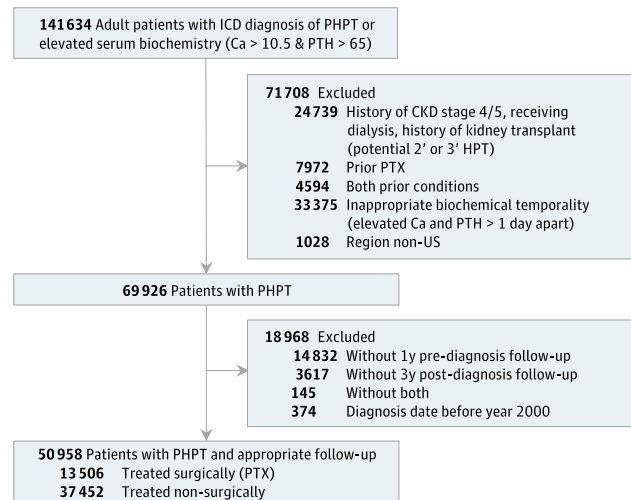 141 634 Adult patients with ICD diagnosis of PHPT or
elevated serum biochemistry (Ca > 10.5 & PTH > 65)
71 708 Excluded
24 739 History of CKD stage 4/5, receiving
dialysis, history of kidney transplant
(potential 2' or 3' HPT)
7972 Prior PTX
4594 Both prior conditions
33 375 Inappropriate biochemical temporality
(elevated Ca and PTH > 1 day apart)
1028 Region non-US
69 926 Patients with PHPT
18 968 Excluded
14 832 Without 1y pre-diagnosis follow-up
3617 Without 3y post-diagnosis follow-up
145 Without both
374 Diagnosis date before year 2000
50 958 Patients with PHPT and appropriate follow-up
13 506 Treated surgically (PTX)
37 452 Treated non-surgically